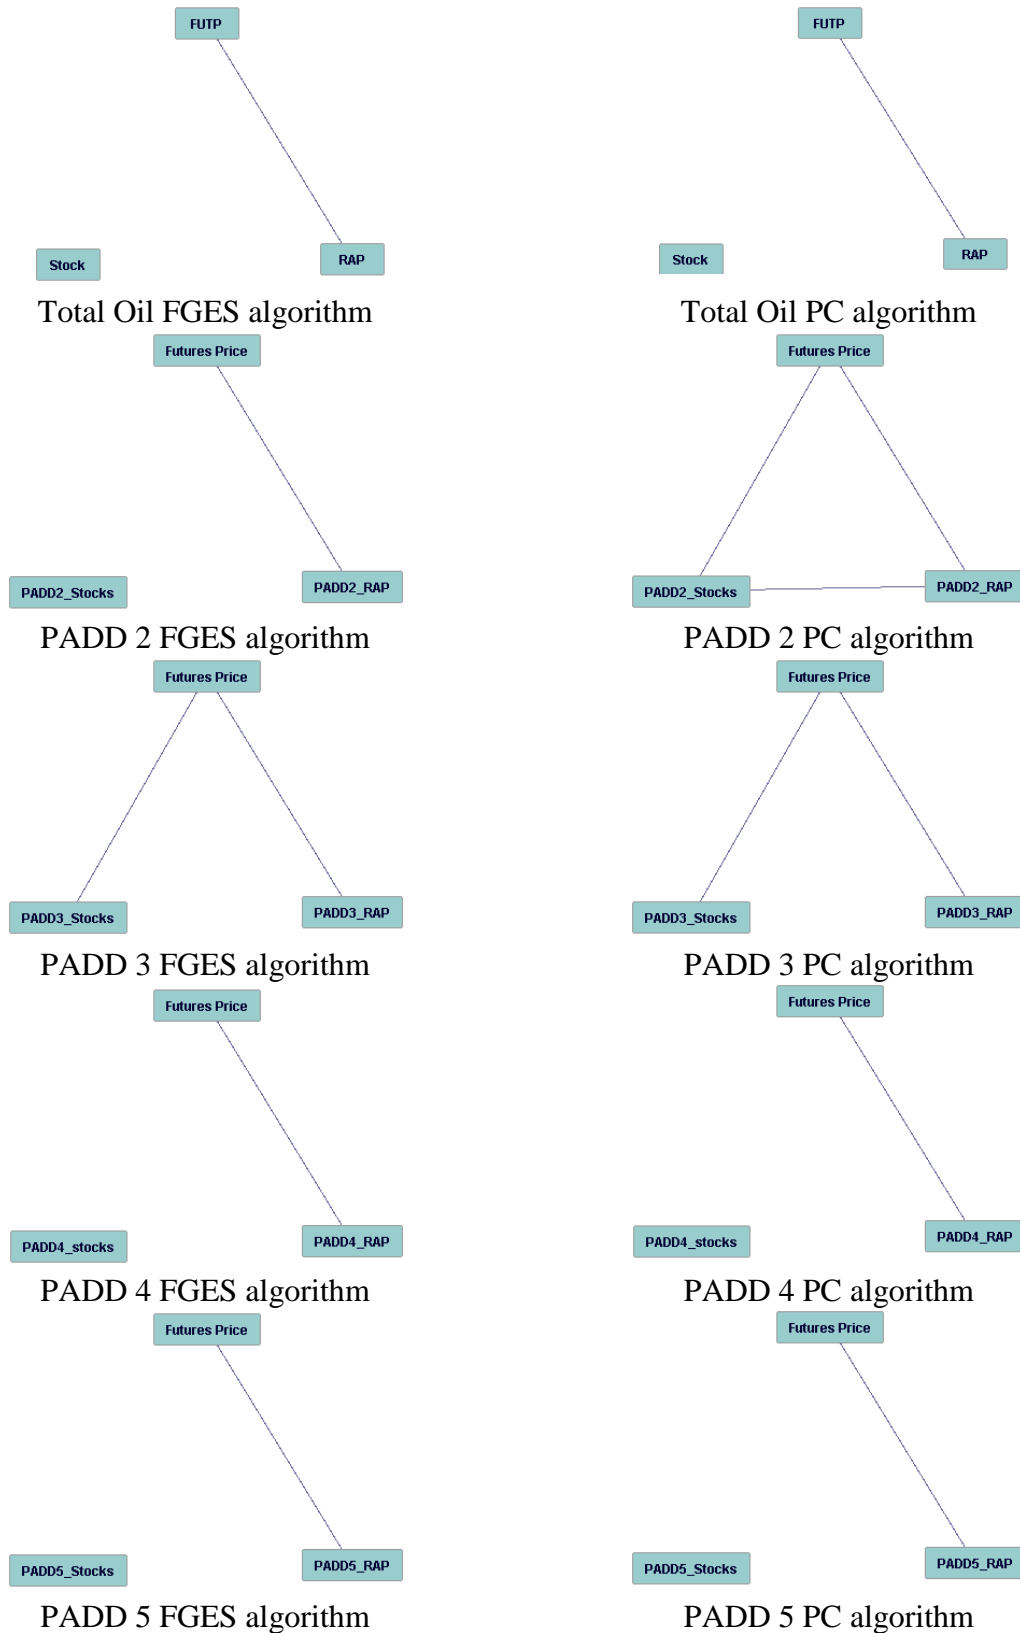 FUTP
FUTP
Stock
RAP
Stock
RAP
Total Oil FGES algorithm
Total Oil PC algorithm
Futures Price
Futures Price
PADD2_Stocks
PADD2_RAP
PADD2_Stocks
PADD2_RAP
PADD 2 FGES algorithm
PADD 2 PC algorithm
Futures Price
Futures Price
PADD3_Stocks
PADD3_RAP
PADD3_Stocks
PADD3_RAP
PADD 3 FGES algorithm
PADD 3 PC algorithm
Futures Price
Futures Price
PADD4_stocks
PADD4_RAP
PADD4_stocks
PADD4_RAP
PADD 4 FGES algorithm
PADD 4 PC algorithm
Futures Price
Futures Price
PADD5_Stocks
PADD5_RAP
PADD5_Stocks
PADD5_RAP
PADD 5 FGES algorithm
PADD 5 PC algorithm